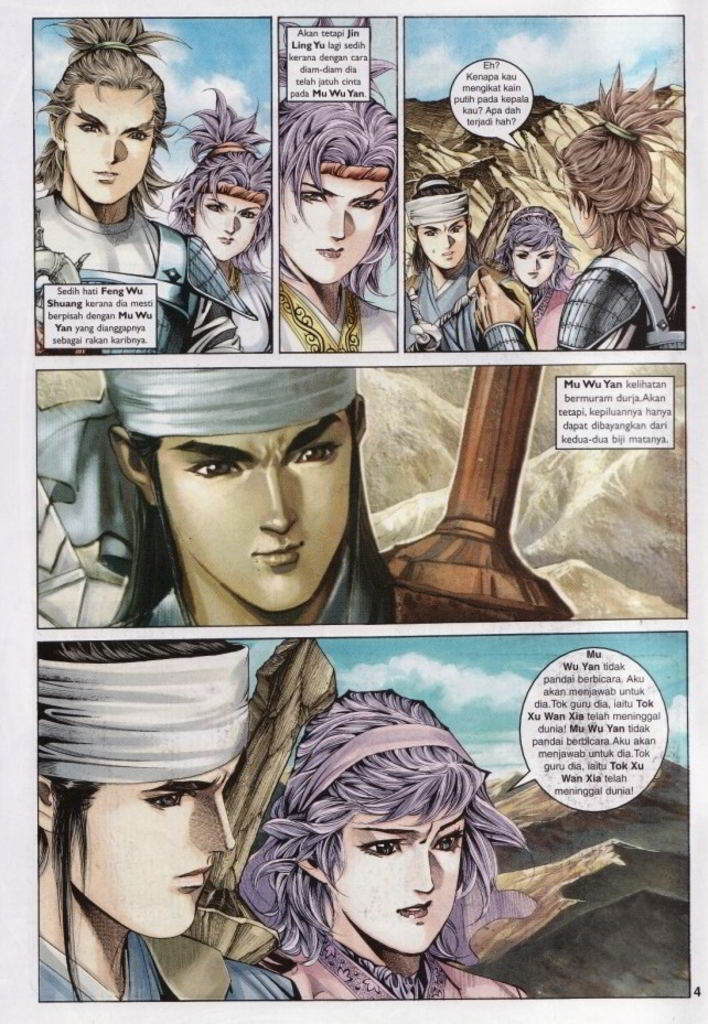 Akan tetapi Jin
Ling Yu lagi sedih
kerana dengan cara
diam-diam dia
telah jatuh cinta
pada Mu Wu Yan.
Eh?
Kenapa kau
mengikat kain
putih pada kepala
kau? Apa dah
terjadi hah?
Sedih hati Feng Wu
Shuang kerana dia mesti
berpisah dengan Mu Wu
Yan yang dianggapnya
sebagai rakan karibnya.
Mu Wu Yan kelihatan
bermuram durja.Akan
tetapi, kepiluannya hanya
dapat dibayangkan dari
kedua-dua biji matanya.
Mu
Wu Yan tidak
pandai berbicara. Aku
akan menjawab untuk
dia.Tok guru dia, iaitu Tok
Xu Wan Xia telah meninggal
dunia! Mu Wu Yan tidak
pandai berbicara.Aku akan
menjawab untuk dia.Tok
guru dia, iaitu Tok Xu
Wan Xia telah
meninggal dunia!
4